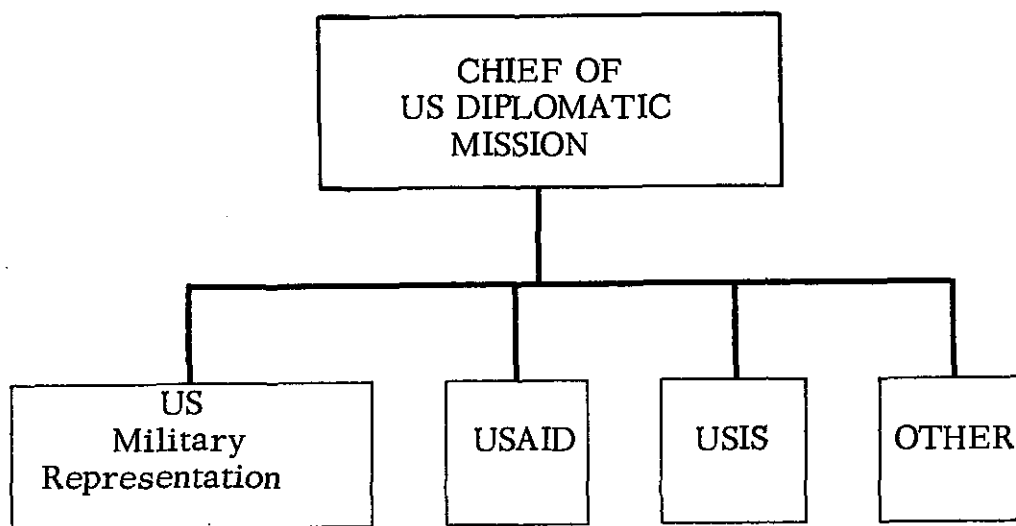 CHIEF OF
US DIPLOMATIC
MISSION
US
Military
Representation
USAID
USIS
OTHER